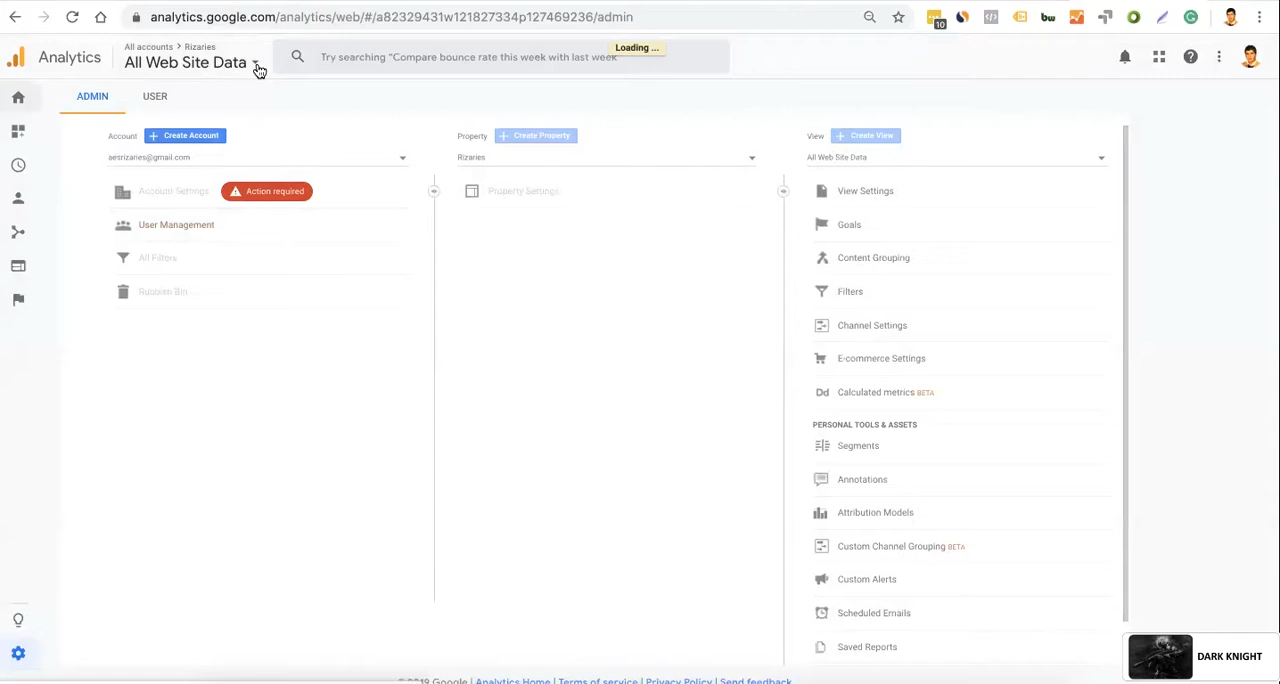 analytics.google.com/analytics/web/#/a82329431w121827334p127469236/admin
10
Analytics
All accounts > Rizaries
All Web Site Data
Try searching "Compare bounce rate this week with last week"
Loading ...
ADMIN
USER
Account
+ Create Account
aestrizaries@gmail.com
Account Settings
Action required
User Management
All Filters
Rubbish Bin
Property
+ Create Property
Rizaries
Property Settings
View
+ Create View
All Web Site Data
View Settings
Goals
Content Grouping
Filters
Channel Settings
E-commerce Settings
Dd Calculated metrics BETA
PERSONAL TOOLS & ASSETS
Segments
Annotations
Attribution Models
Custom Channel Grouping BETA
Custom Alerts
Scheduled Emails
Saved Reports
DARK KNIGHT
© 2019 Google | Analytics Home | Terms of service | Privacy Policy | Send feedback